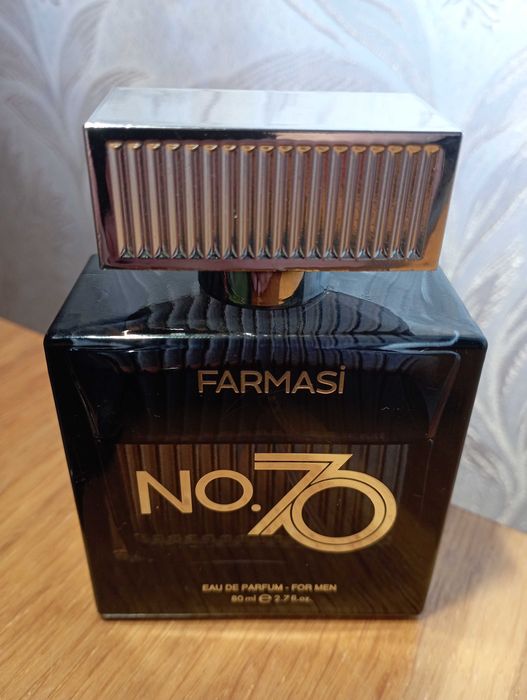 FARMASİ
No.70
EAU DE PARFUM - FOR MEN
80 ml ℮ 2.7 fl.oz.